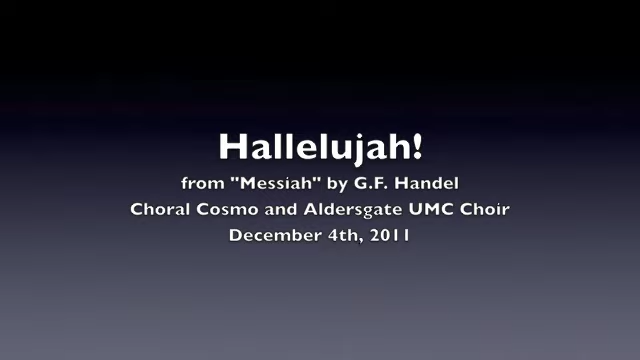 Hallelujah!
from "Messiah" by G.F. Handel
Choral Cosmo and Aldersgate UMC Choir
December 4th, 2011